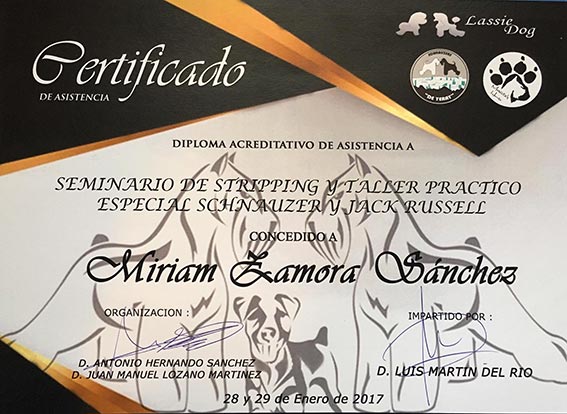 Lassie
Dog
Certificado
DE ASISTENCIA
"DE TERAT"
DIPLOMA ACREDITATIVO DE ASISTENCIA A
SEMINARIO DE STRIPPING Y TALLER PRACTICO
ESPECIAL SCHNAUZER Y JACK RUSSELL
CONCEDIDO A
Miriam Zamora Sánchez
ORGANIZACION :
IMPARTIDO POR :
D. ANTONIO HERNANDO SANCHEZ
D. JUAN MANUEL LOZANO MARTINEZ
D. LUIS MARTIN DEL RIO
28 y 29 de Enero de 2017